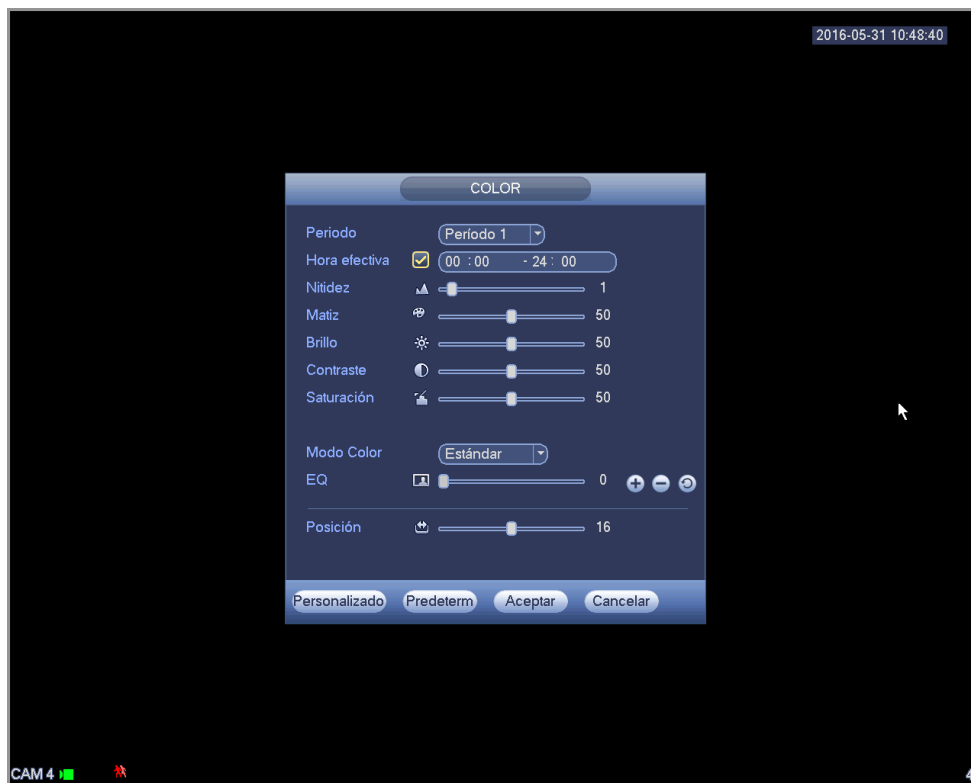 2016-05-31 10:48:40
COLOR
Periodo Período 1
Hora efectiva 00 :00 - 24 : 00
Nitidez 1
Matiz 50
Brillo 50
Contraste 50
Saturación 50
Modo Color Estándar
EQ 0
Posición 16
Personalizado Predeterm Aceptar Cancelar
CAM 4